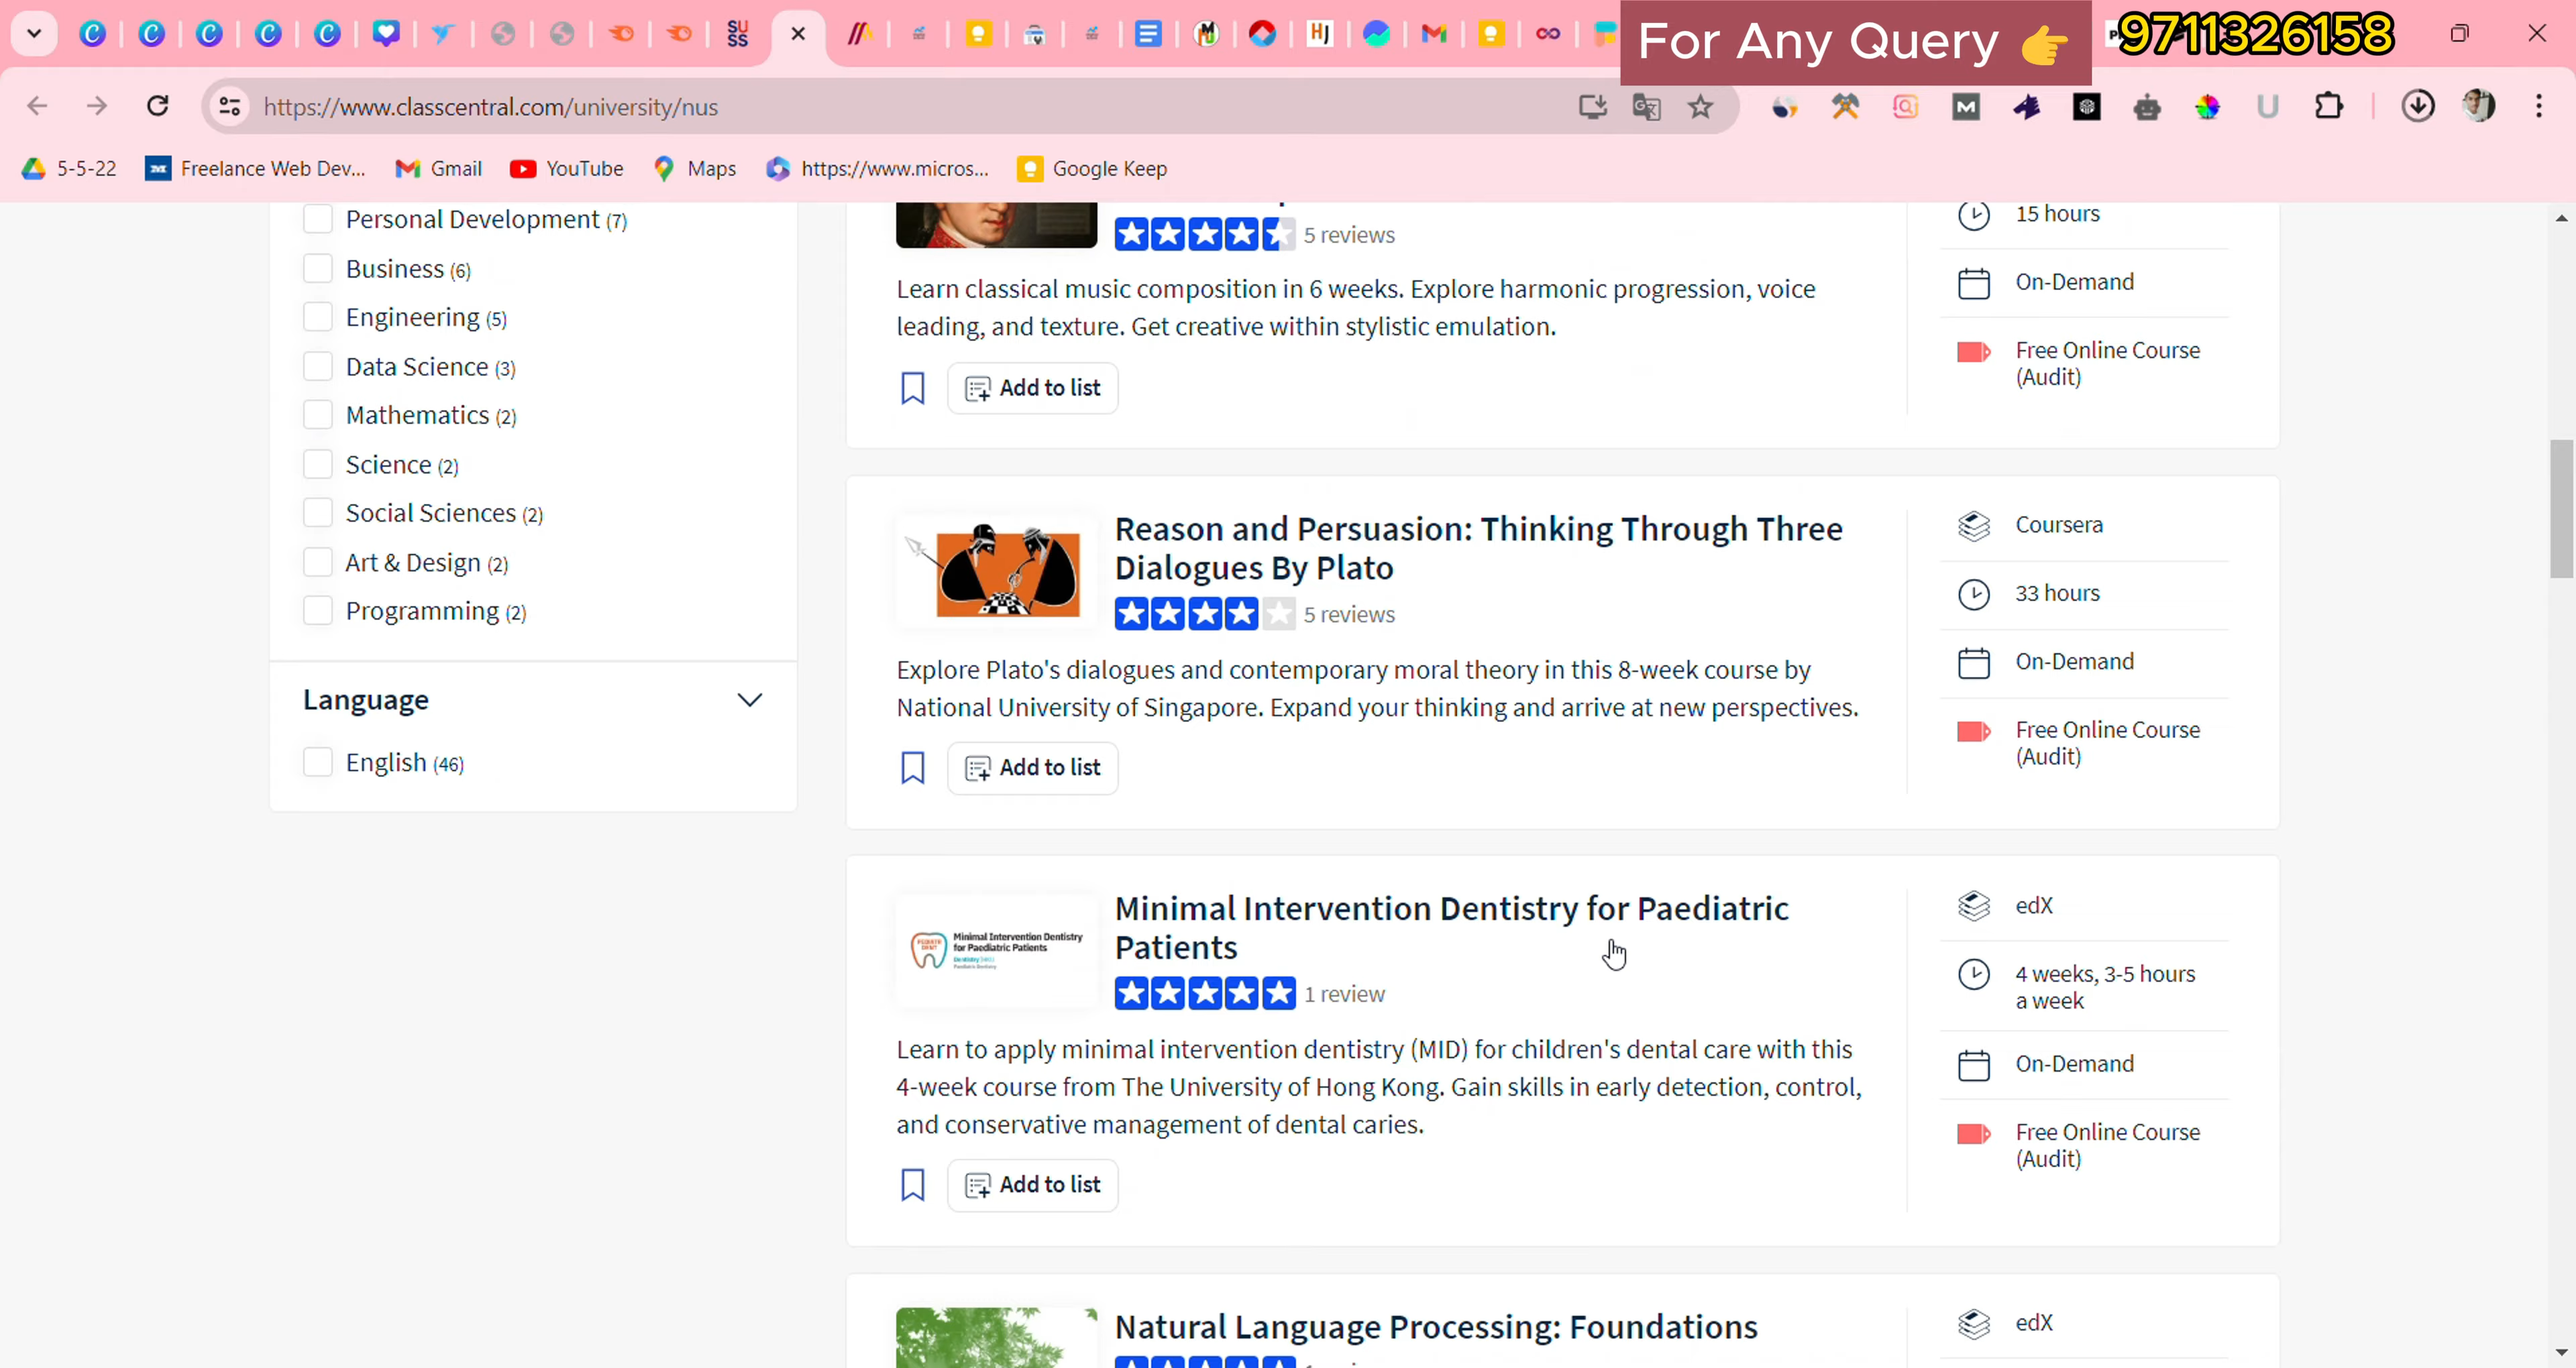 SU
SS
HJ
For Any Query 👉
9711326158
https://www.classcentral.com/university/nus
5-5-22
Freelance Web Dev...
Gmail
YouTube
Maps
https://www.micros...
Google Keep
Personal Development (7)
Business (6)
Engineering (5)
Data Science (3)
Mathematics (2)
Science (2)
Social Sciences (2)
Art & Design (2)
Programming (2)
Language
English (46)
5 reviews
Learn classical music composition in 6 weeks. Explore harmonic progression, voice
leading, and texture. Get creative within stylistic emulation.
Add to list
15 hours
On-Demand
Free Online Course
(Audit)
Reason and Persuasion: Thinking Through Three
Dialogues By Plato
5 reviews
Explore Plato's dialogues and contemporary moral theory in this 8-week course by
National University of Singapore. Expand your thinking and arrive at new perspectives.
Add to list
Coursera
33 hours
On-Demand
Free Online Course
(Audit)
Minimal Intervention Dentistry
for Paediatric Patients
Minimal Intervention Dentistry for Paediatric
Patients
1 review
Learn to apply minimal intervention dentistry (MID) for children's dental care with this
4-week course from The University of Hong Kong. Gain skills in early detection, control,
and conservative management of dental caries.
Add to list
edX
4 weeks, 3-5 hours
a week
On-Demand
Free Online Course
(Audit)
Natural Language Processing: Foundations
edX